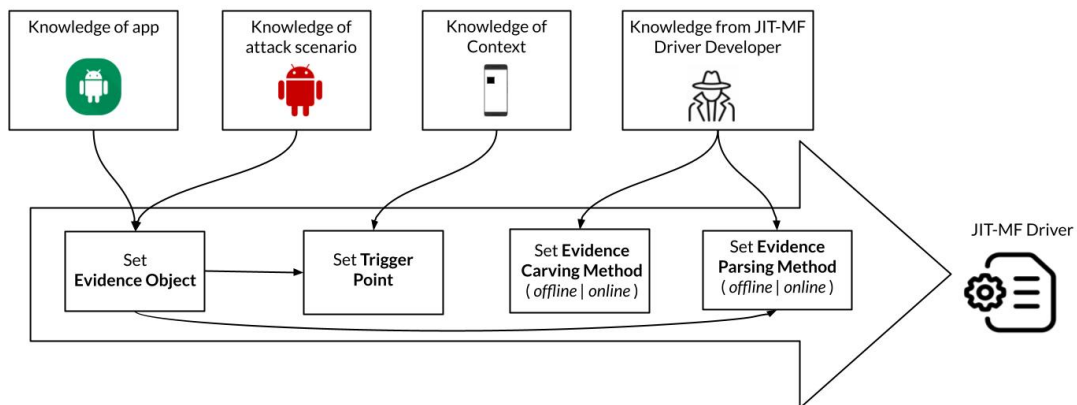 Knowledge of app
Knowledge of
attack scenario
Knowledge of
Context
Knowledge from JIT-MF
Driver Developer
Set
Evidence Object
Set Trigger
Point
Set Evidence
Carving Method
( offline | online )
Set Evidence
Parsing Method
( offline | online )
JIT-MF Driver